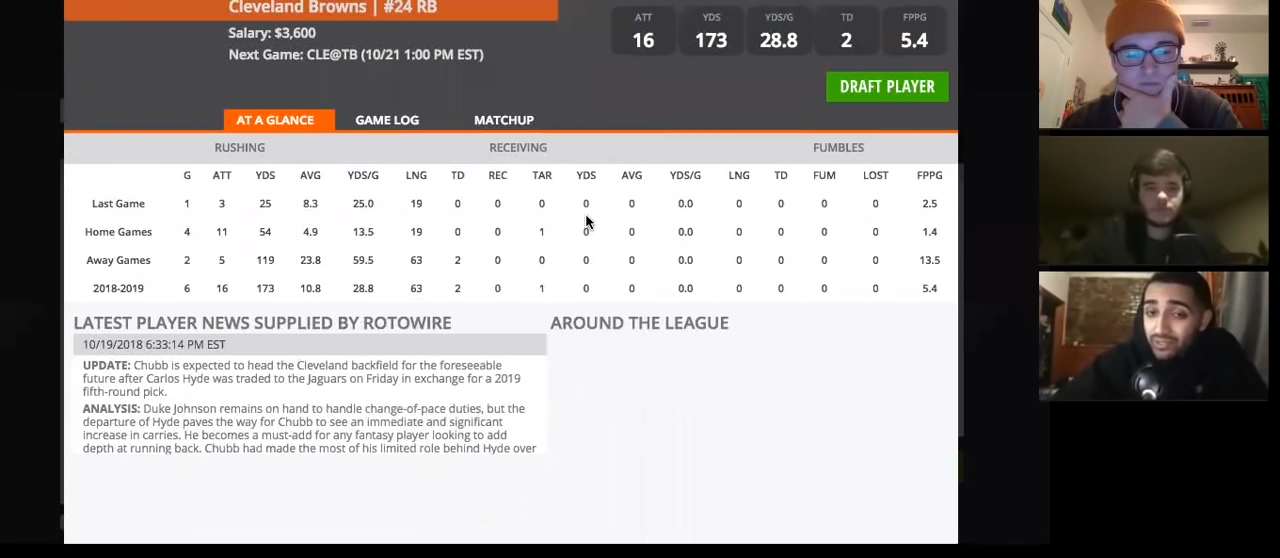 Cleveland Browns | #24 RB
Salary: $3,600
Next Game: CLE@TB (10/21 1:00 PM EST)
ATT YDS YDS/G TD FPPG
16 173 28.8 2 5.4
DRAFT PLAYER
AT A GLANCE GAME LOG MATCHUP
RUSHING RECEIVING FUMBLES
G ATT YDS AVG YDS/G LNG TD REC TAR YDS AVG YDS/G LNG TD FUM LOST FPPG
Last Game 1 3 25 8.3 25.0 19 0 0 0 0 0 0.0 0 0 0 0 2.5
Home Games 4 11 54 4.9 13.5 19 0 0 1 0 0 0.0 0 0 0 0 1.4
Away Games 2 5 119 23.8 59.5 63 2 0 0 0 0 0.0 0 0 0 0 13.5
2018-2019 6 16 173 10.8 28.8 63 2 0 1 0 0 0.0 0 0 0 0 5.4
LATEST PLAYER NEWS SUPPLIED BY ROTOWIRE AROUND THE LEAGUE
10/19/2018 6:33:14 PM EST
UPDATE: Chubb is expected to head the Cleveland backfield for the foreseeable
future after Carlos Hyde was traded to the Jaguars on Friday in exchange for a 2019
fifth-round pick.
ANALYSIS: Duke Johnson remains on hand to handle change-of-pace duties, but the
departure of Hyde paves the way for Chubb to see an immediate and significant
increase in carries. He becomes a must-add for any fantasy player looking to add
depth at running back. Chubb had made the most of his limited role behind Hyde over